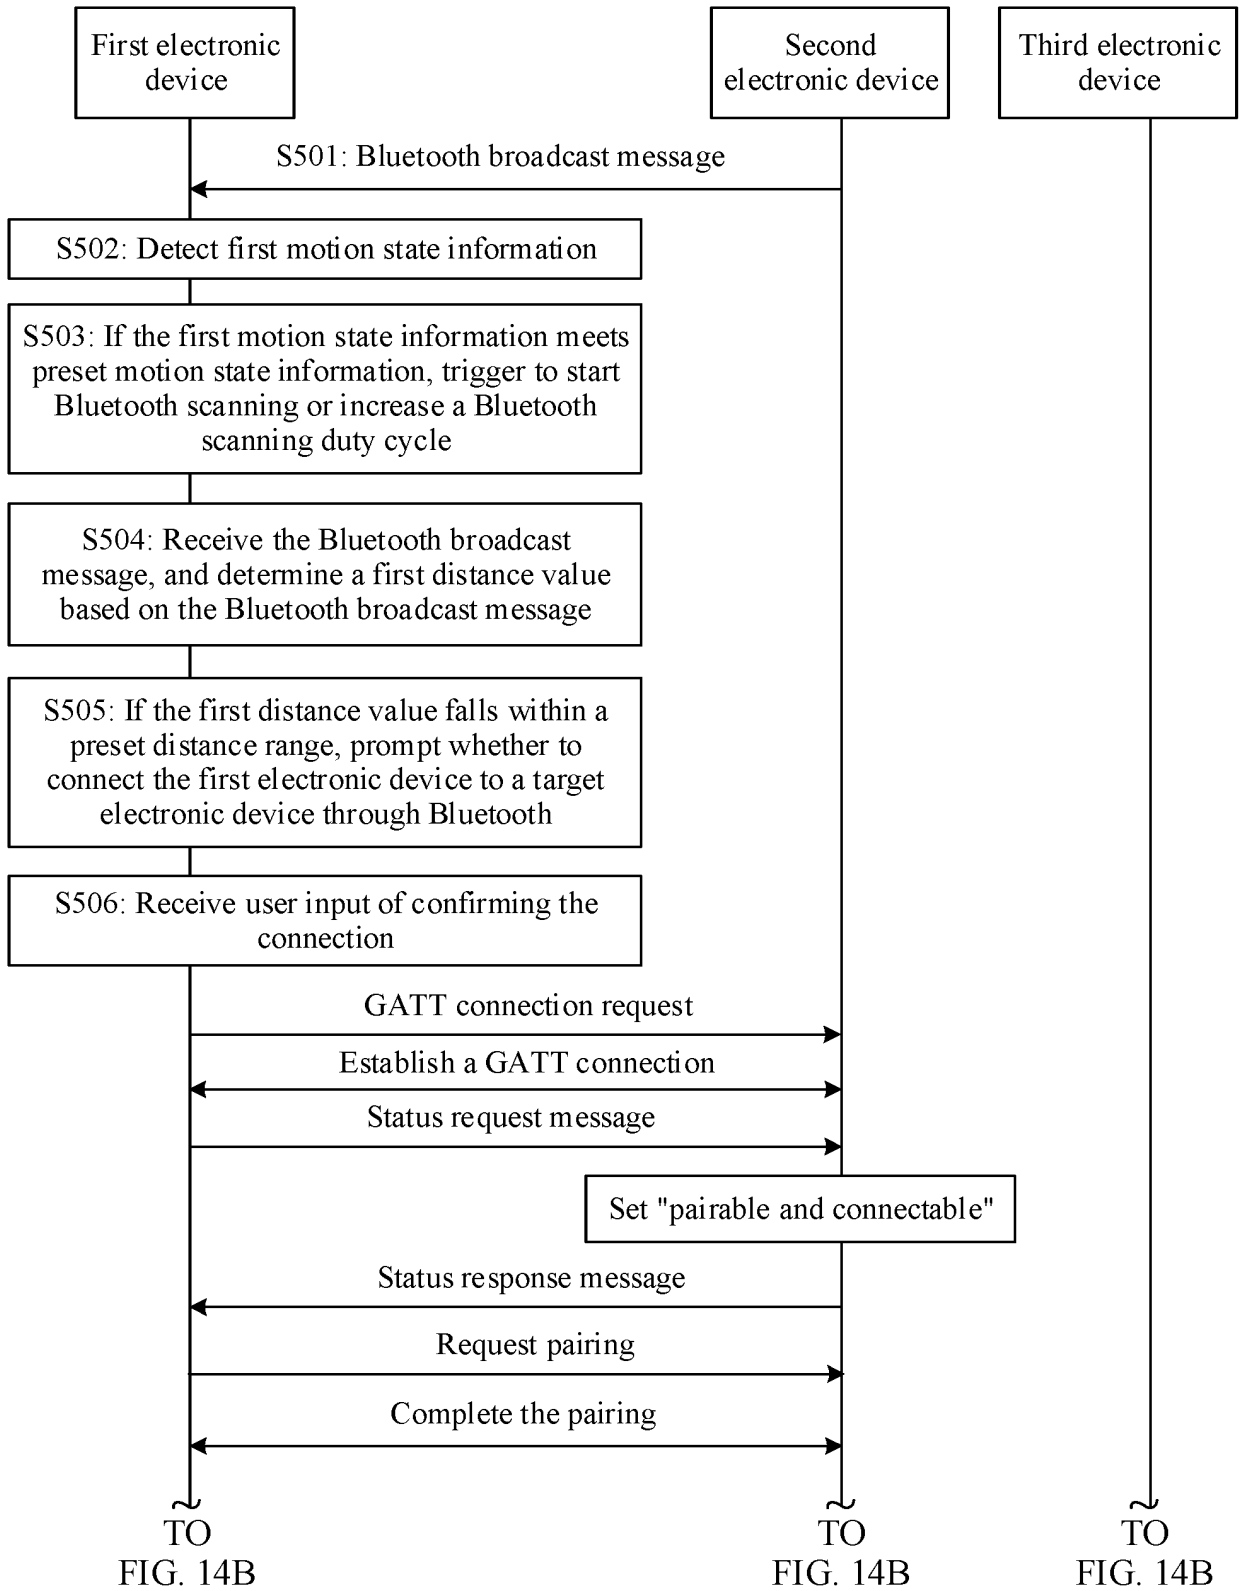 First electronic
device
Second
electronic device
Third electronic
device
S501: Bluetooth broadcast message
S502: Detect first motion state information
S503: If the first motion state information meets
preset motion state information, trigger to start
Bluetooth scanning or increase a Bluetooth
scanning duty cycle
S504: Receive the Bluetooth broadcast
message, and determine a first distance value
based on the Bluetooth broadcast message
S505: If the first distance value falls within a
preset distance range, prompt whether to
connect the first electronic device to a target
electronic device through Bluetooth
S506: Receive user input of confirming the
connection
GATT connection request
Establish a GATT connection
Status request message
Set "pairable and connectable"
Status response message
Request pairing
Complete the pairing
TO
FIG. 14B
TO
FIG. 14B
TO
FIG. 14B